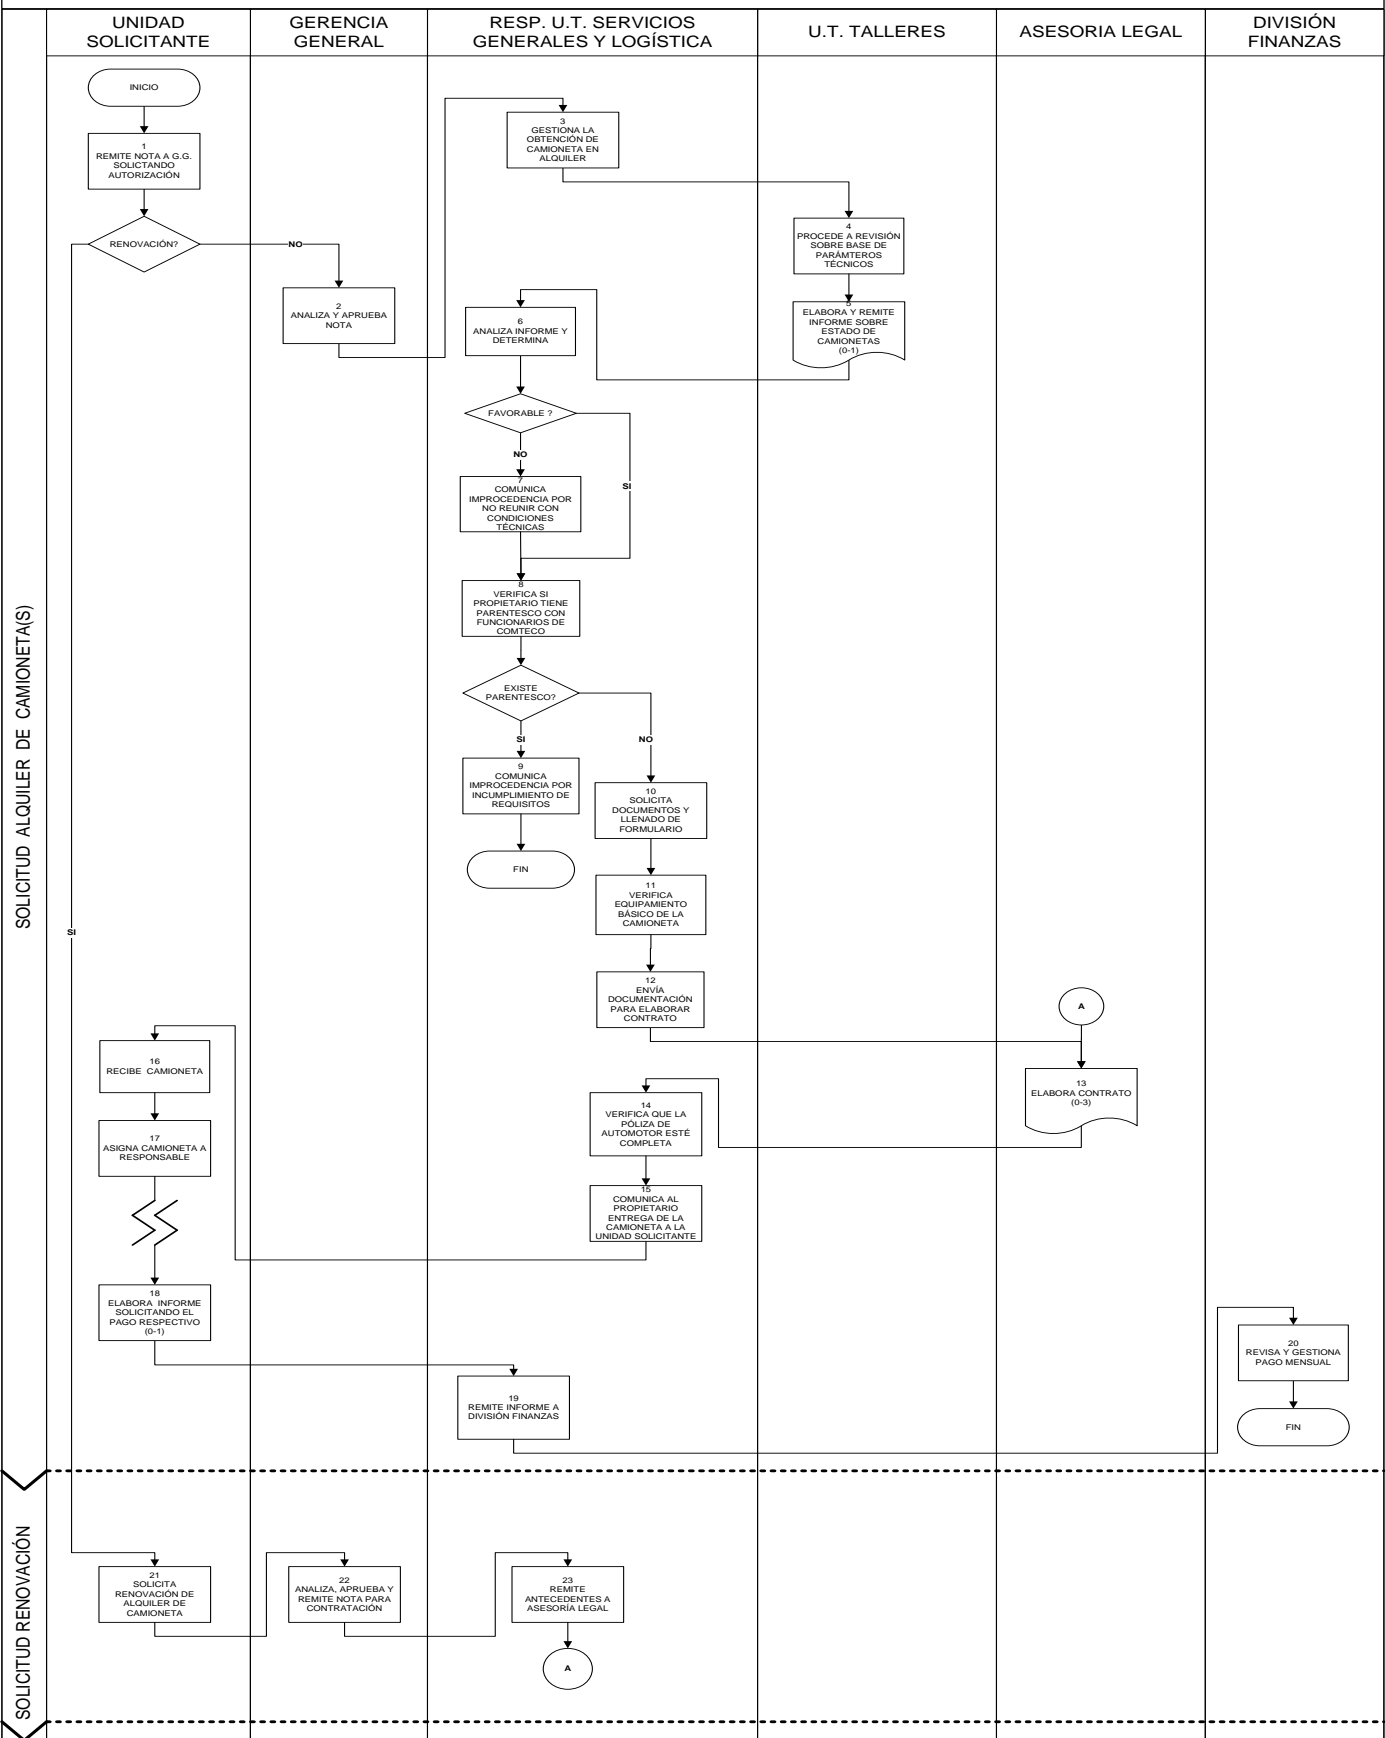 UNIDAD
SOLICITANTE
GERENCIA
GENERAL
RESP. U.T. SERVICIOS
GENERALES Y LOGÍSTICA
U.T. TALLERES
ASESORIA LEGAL
DIVISIÓN
FINANZAS
SOLICITUD ALQUILER DE CAMIONETA(S)
INICIO
1
REMITE NOTA A G.G.
SOLICTANDO
AUTORIZACIÓN
RENOVACIÓN?
NO
SI
2
ANALIZA Y APRUEBA
NOTA
3
GESTIONA LA
OBTENCIÓN DE
CAMIONETA EN
ALQUILER
4
PROCEDE A REVISIÓN
SOBRE BASE DE
PARÁMTEROS
TÉCNICOS
5
ELABORA Y REMITE
INFORME SOBRE
ESTADO DE
CAMIONETAS
(0-1)
6
ANALIZA INFORME Y
DETERMINA
FAVORABLE ?
NO
SI
7
COMUNICA
IMPROCEDENCIA POR
NO REUNIR CON
CONDICIONES
TÉCNICAS
8
VERIFICA SI
PROPIETARIO TIENE
PARENTESCO CON
FUNCIONARIOS DE
COMTECO
EXISTE
PARENTESCO?
SI
NO
9
COMUNICA
IMPROCEDENCIA POR
INCUMPLIMIENTO DE
REQUISITOS
FIN
10
SOLICITA
DOCUMENTOS Y
LLENADO DE
FORMULARIO
11
VERIFICA
EQUIPAMIENTO
BÁSICO DE LA
CAMIONETA
12
ENVÍA
DOCUMENTACIÓN
PARA ELABORAR
CONTRATO
A
13
ELABORA CONTRATO
(0-3)
14
VERIFICA QUE LA
PÓLIZA DE
AUTOMOTOR ESTÉ
COMPLETA
15
COMUNICA AL
PROPIETARIO
ENTREGA DE LA
CAMIONETA A LA
UNIDAD SOLICITANTE
16
RECIBE CAMIONETA
17
ASIGNA CAMIONETA A
RESPONSABLE
18
ELABORA INFORME
SOLICITANDO EL
PAGO RESPECTIVO
(0-1)
19
REMITE INFORME A
DIVISIÓN FINANZAS
20
REVISA Y GESTIONA
PAGO MENSUAL
FIN
SOLICITUD RENOVACIÓN
21
SOLICITA
RENOVACIÓN DE
ALQUILER DE
CAMIONETA
22
ANALIZA, APRUEBA Y
REMITE NOTA PARA
CONTRATACIÓN
23
REMITE
ANTECEDENTES A
ASESORÍA LEGAL
A